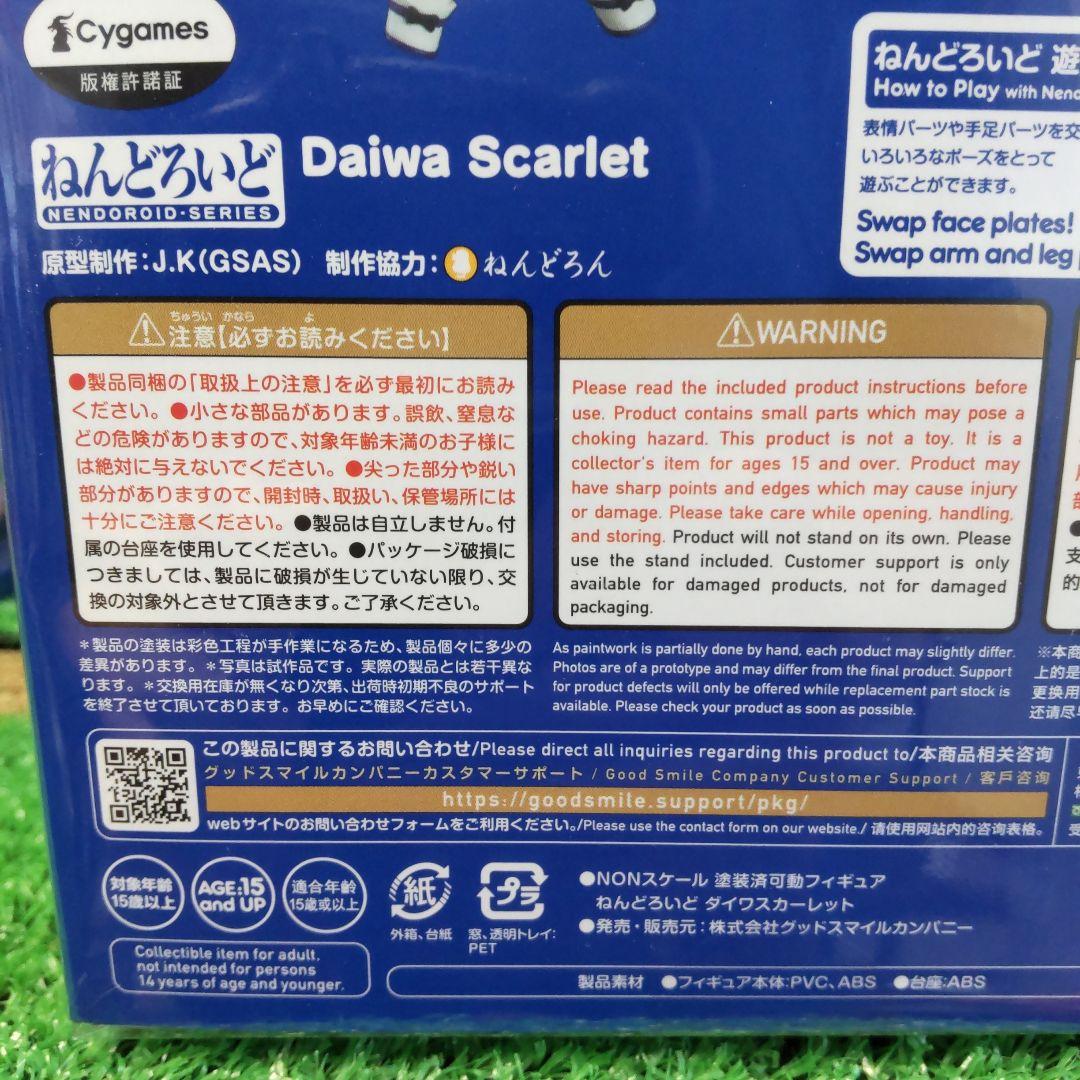 Cygames
版権許諾証
ねんどろいど
NENDOROID・SERIES
Daiwa Scarlet
原型制作：J.K(GSAS) 制作協力：ねんどろん
ねんどろいど 遊
How to Play with Nend
表情パーツや手足パーツを交
いろいろなポーズをとって
遊ぶことができます。
Swap face plates!
Swap arm and leg
ちゅうい かなら よ
⚠注意【必ずお読みください】
●製品同梱の「取扱上の注意」を必ず最初にお読み
ください。●小さな部品があります。誤飲、窒息な
どの危険がありますので、対象年齢未満のお子様に
は絶対に与えないでください。●尖った部分や鋭い
部分がありますので、開封時、取扱い、保管場所には
十分にご注意ください。●製品は自立しません。付
属の台座を使用してください。●パッケージ破損に
つきましては、製品に破損が生じていない限り、交
換の対象外とさせて頂きます。ご了承ください。
⚠WARNING
Please read the included product instructions before
use. Product contains small parts which may pose a
choking hazard. This product is not a toy. It is a
collector's item for ages 15 and over. Product may
have sharp points and edges which may cause injury
or damage. Please take care while opening, handling,
and storing. Product will not stand on its own. Please
use the stand included. Customer support is only
available for damaged products, not for damaged
packaging.
部
●
支
的
＊製品の塗装は彩色工程が手作業になるため、製品個々に多少の
差異があります。＊写真は試作品です。実際の製品とは若干異な
ります。＊交換用在庫が無くなり次第、出荷時初期不良のサポート
を終了させて頂いております。お早めにご確認ください。
As paintwork is partially done by hand, each product may slightly differ.
Photos are of a prototype and may differ from the final product. Support
for product defects will only be offered while replacement part stock is
available. Please check your product as soon as possible.
※本商
上的是
更换用
还请尽
この製品に関するお問い合わせ/Please direct all inquiries regarding this product to/本商品相关咨询
グッドスマイルカンパニーカスタマーサポート / Good Smile Company Customer Support / 客戶咨询
https://goodsmile.support/pkg/
webサイトのお問い合わせフォームをご利用ください。/Please use the contact form on our website./ 请使用网站内的咨询表格。
対象年齢
15歳以上
AGE:15
and UP
適合年齢
15歳或以上
紙
外箱、台紙
プラ
窓、透明トレイ:
PET
●NONスケール 塗装済可動フィギュア
ねんどろいど ダイワスカーレット
●発売・販売元：株式会社グッドスマイルカンパニー
Collectible item for adult,
not intended for persons
14 years of age and younger.
製品素材 ●フィギュア本体:PVC、ABS ●台座:ABS